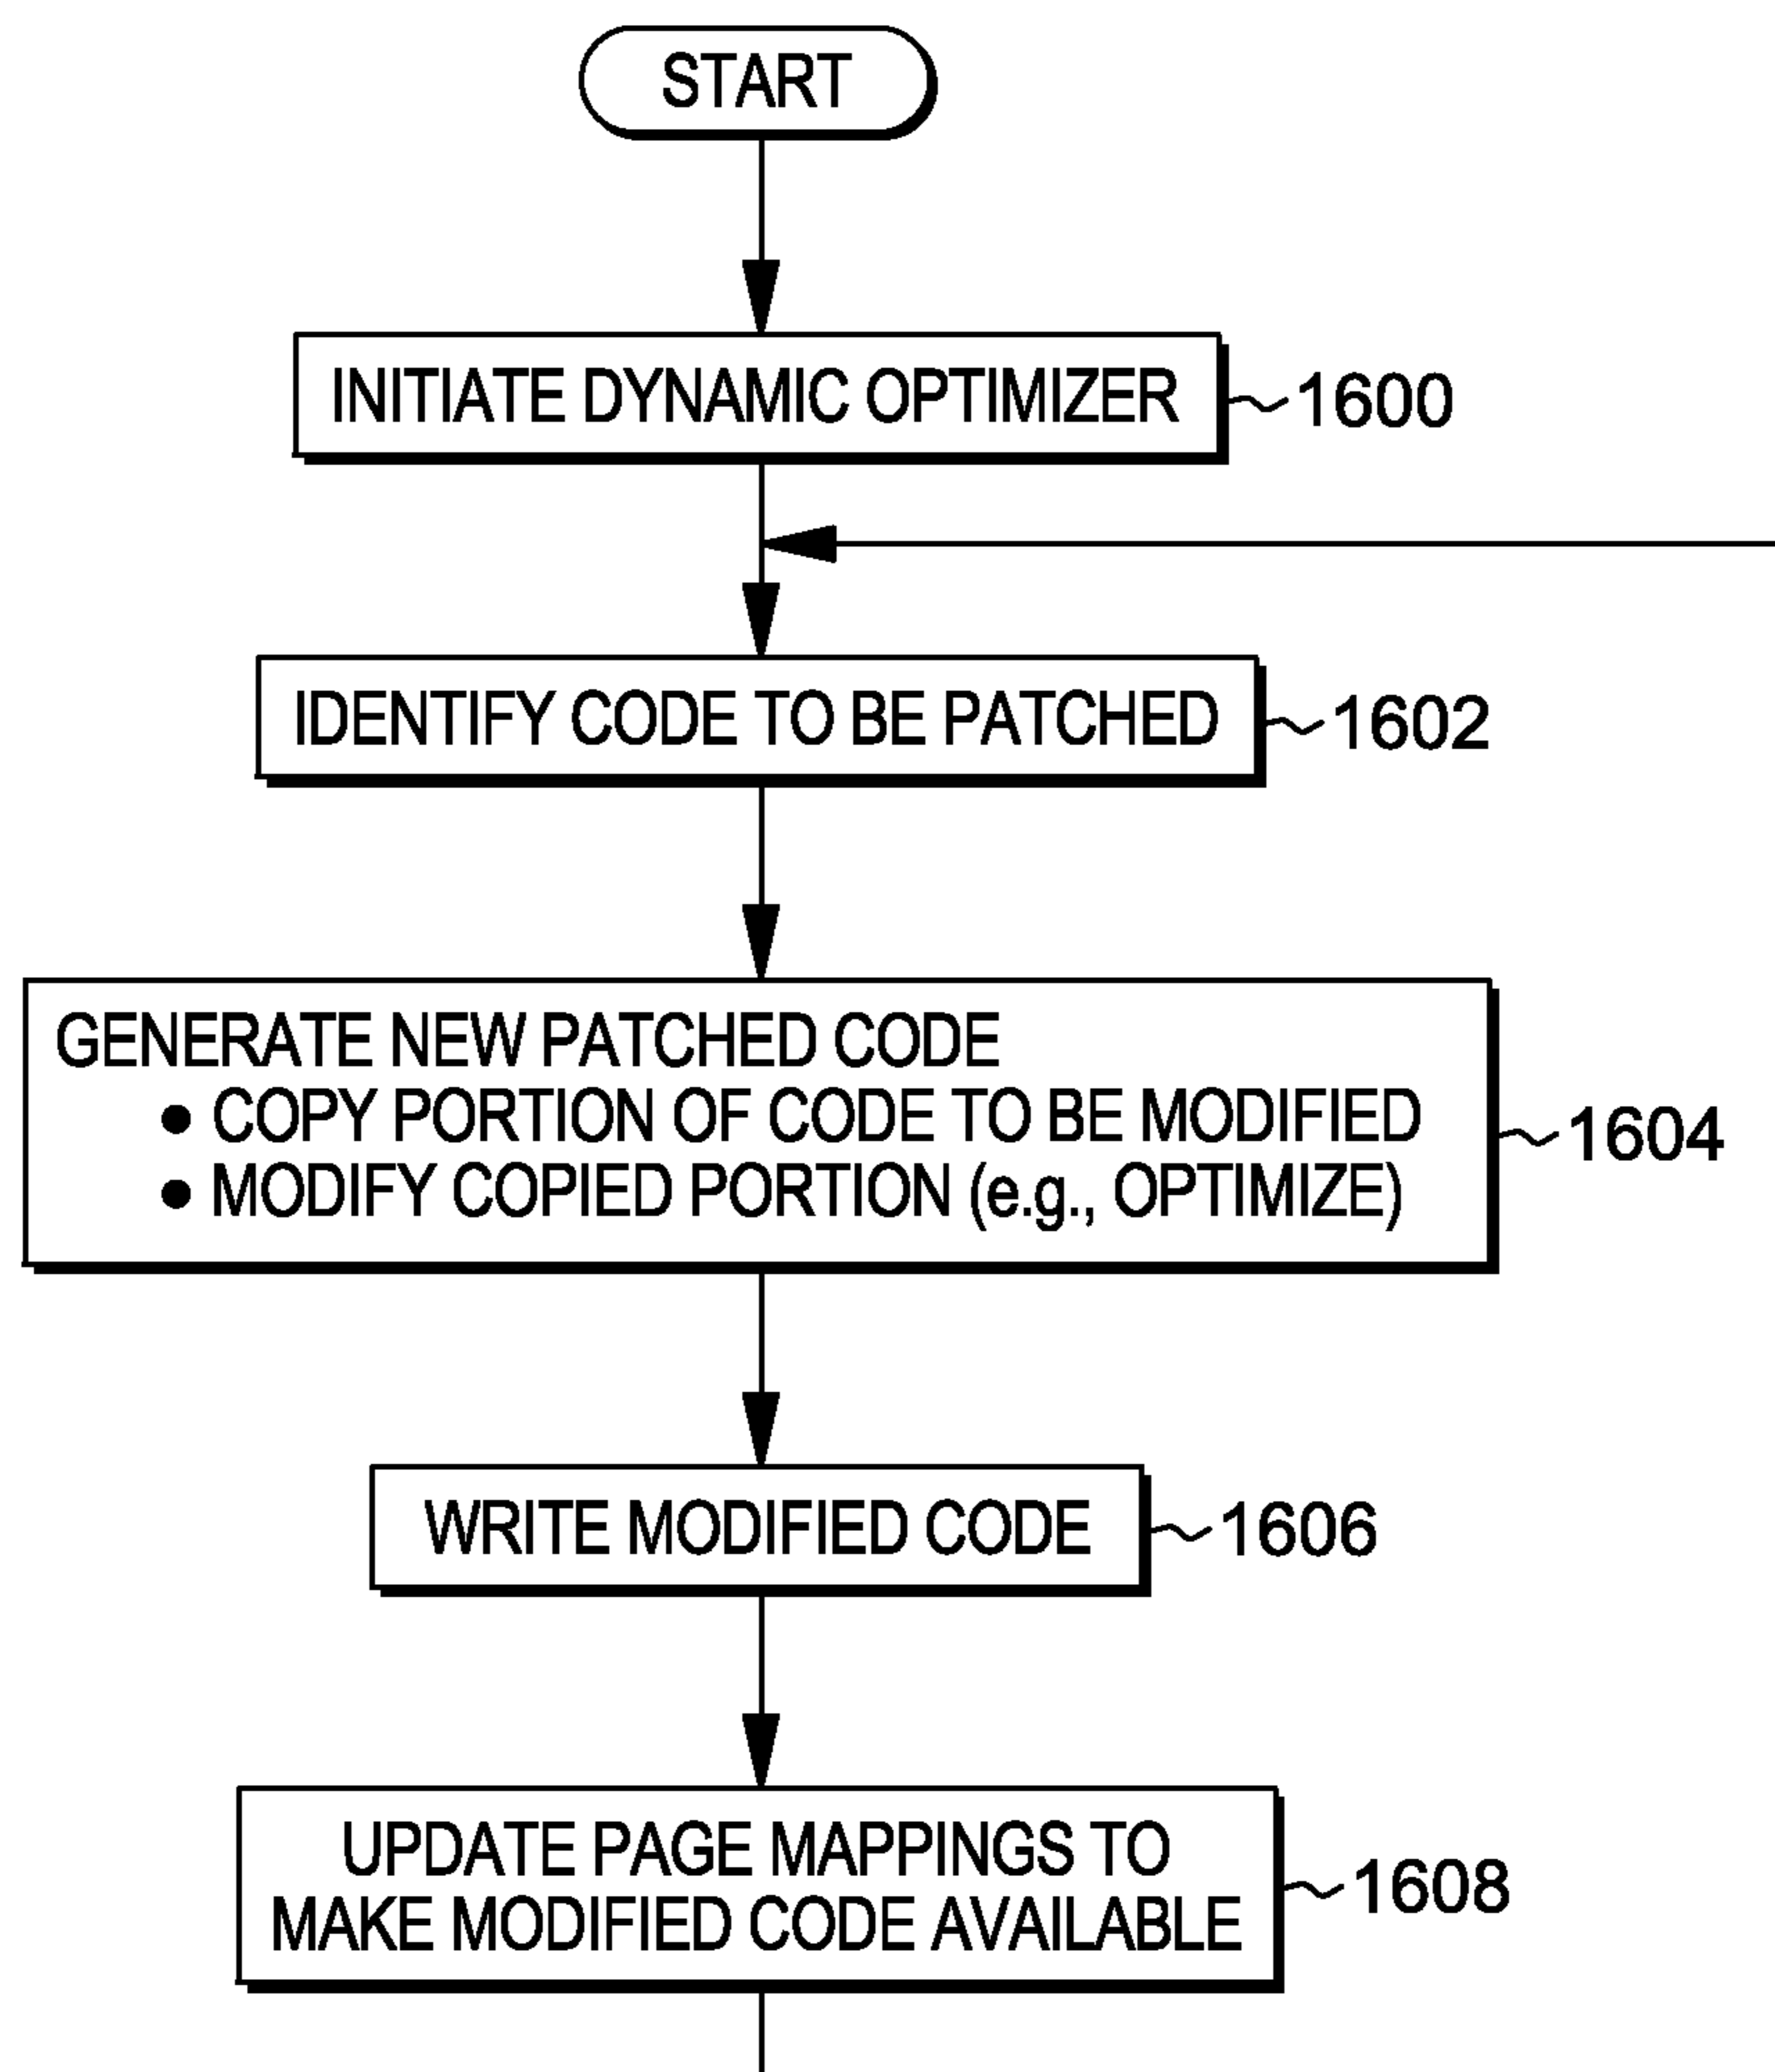 START
INITIATE DYNAMIC OPTIMIZER
1600
IDENTIFY CODE TO BE PATCHED
1602
GENERATE NEW PATCHED CODE
● COPY PORTION OF CODE TO BE MODIFIED
● MODIFY COPIED PORTION (e.g., OPTIMIZE)
1604
WRITE MODIFIED CODE
1606
UPDATE PAGE MAPPINGS TO
MAKE MODIFIED CODE AVAILABLE
1608